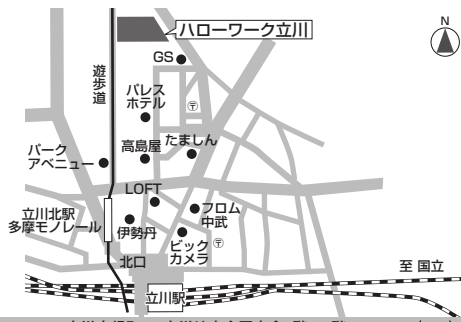 ハローワーク立川
N
GS
遊歩道
パレス
ホテル
〒
高島屋
たましん
パーク
アベニュー
LOFT
立川北駅
多摩モノレール
伊勢丹
フロム
中武
ビック
カメラ
〒
北口
至 国立
立川駅